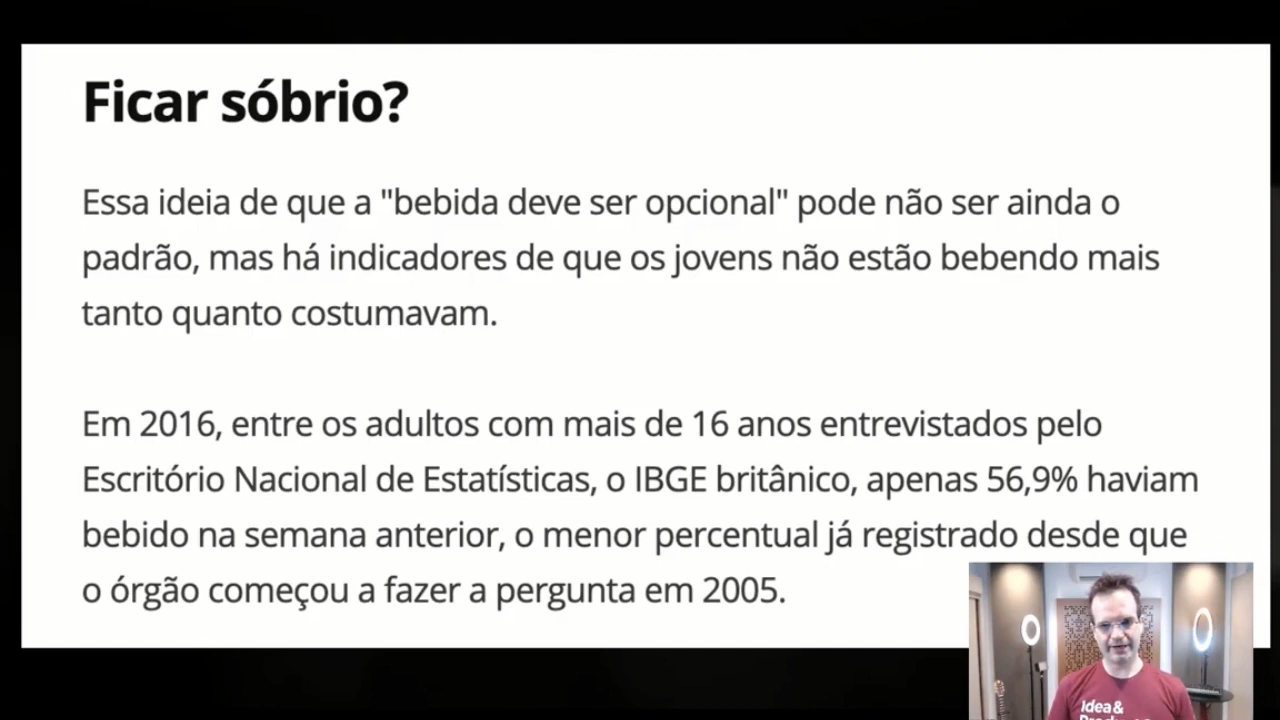 Ficar sóbrio?
Essa ideia de que a "bebida deve ser opcional" pode não ser ainda o
padrão, mas há indicadores de que os jovens não estão bebendo mais
tanto quanto costumavam.
Em 2016, entre os adultos com mais de 16 anos entrevistados pelo
Escritório Nacional de Estatísticas, o IBGE britânico, apenas 56,9% haviam
bebido na semana anterior, o menor percentual já registrado desde que
o órgão começou a fazer a pergunta em 2005.
Idea&